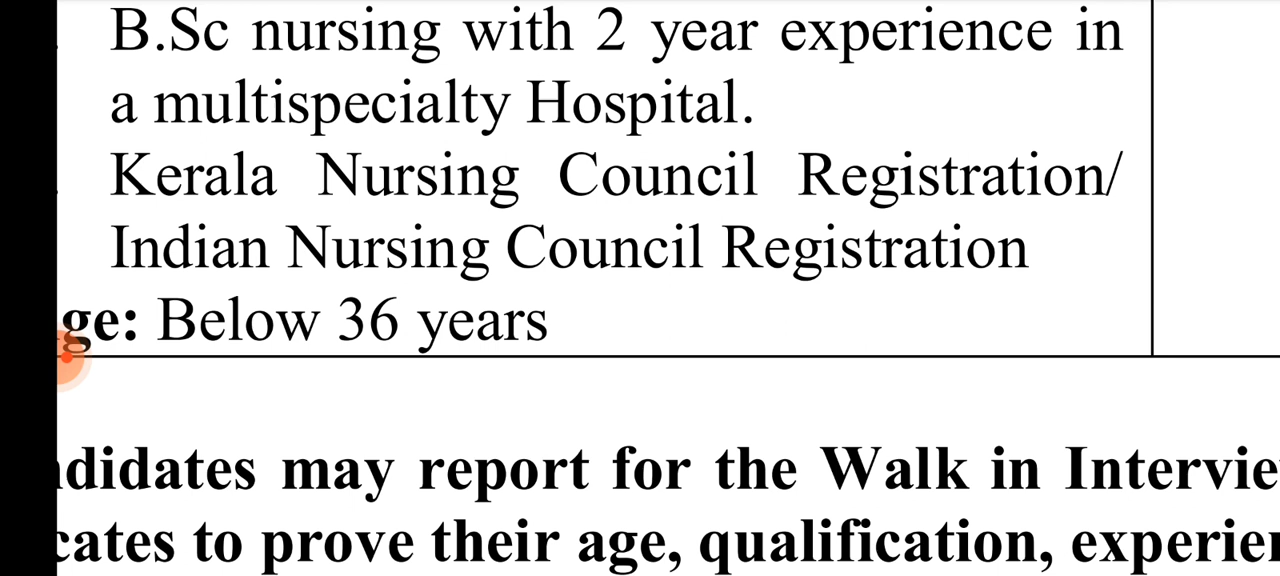 B.Sc nursing with 2 year experience in
a multispecialty Hospital.
Kerala Nursing Council Registration/
Indian Nursing Council Registration
ge: Below 36 years
didates may report for the Walk in Intervie
cates to prove their age, qualification, experie